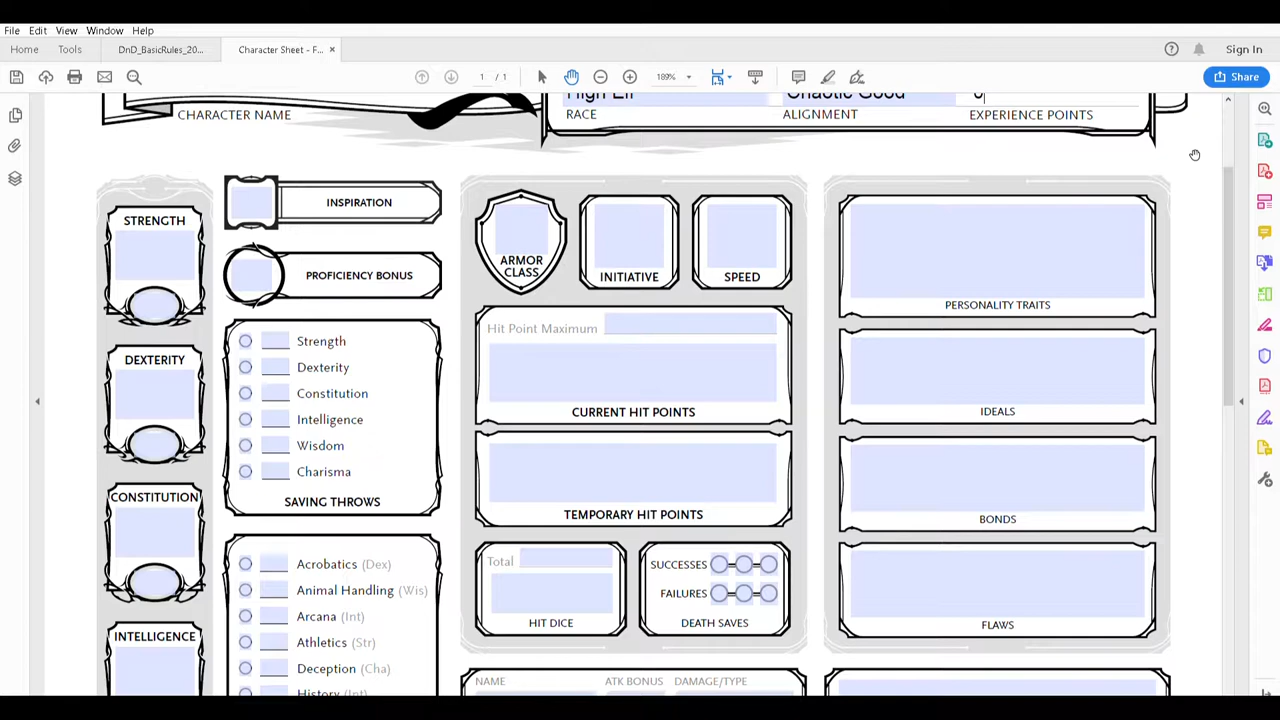 File Edit View Window Help
Home Tools DnD_BasicRules_20... Character Sheet - F... × Sign In
1 / 1 189% Share
High Elf Chaotic Good
CHARACTER NAME RACE ALIGNMENT EXPERIENCE POINTS
STRENGTH
DEXTERITY
CONSTITUTION
INTELLIGENCE
INSPIRATION
PROFICIENCY BONUS
Strength
Dexterity
Constitution
Intelligence
Wisdom
Charisma
SAVING THROWS
Acrobatics (Dex)
Animal Handling (Wis)
Arcana (Int)
Athletics (Str)
Deception (Cha)
History (Int)
ARMOR
CLASS
INITIATIVE
SPEED
Hit Point Maximum
CURRENT HIT POINTS
TEMPORARY HIT POINTS
Total
HIT DICE
SUCCESSES
FAILURES
DEATH SAVES
NAME ATK BONUS DAMAGE/TYPE
PERSONALITY TRAITS
IDEALS
BONDS
FLAWS